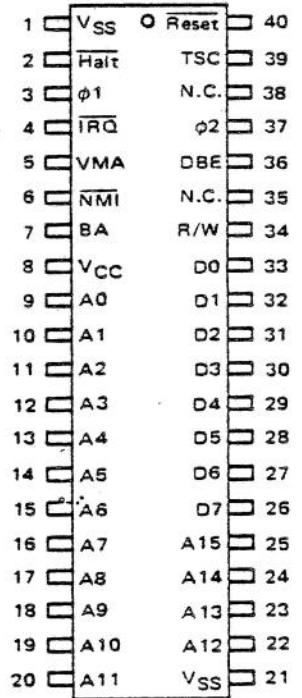 1 VSS O Reset 40
2 Halt TSC 39
3 ϕ1 N.C. 38
4 IRQ ϕ2 37
5 VMA DBE 36
6 NMI N.C. 35
7 BA R/W 34
8 VCC D0 33
9 A0 D1 32
10 A1 D2 31
11 A2 D3 30
12 A3 D4 29
13 A4 D5 28
14 A5 D6 27
15 A6 D7 26
16 A7 A15 25
17 A8 A14 24
18 A9 A13 23
19 A10 A12 22
20 A11 VSS 21